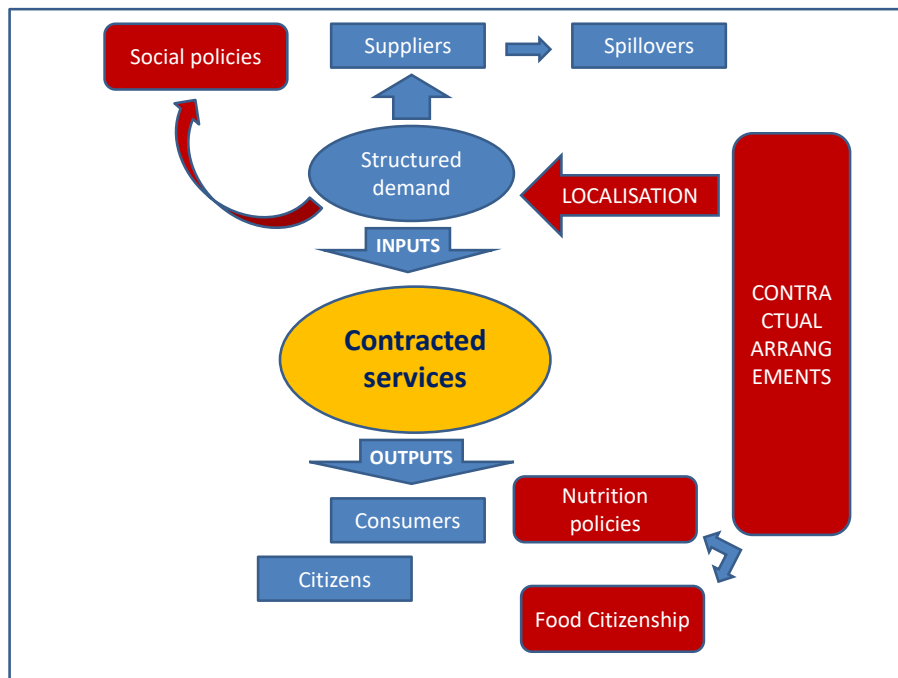 Social policies
Suppliers
Spillovers
Structured
demand
LOCALISATION
INPUTS
CONTRA
CTUAL
ARRANG
EMENTS
Contracted
services
OUTPUTS
Consumers
Nutrition
policies
Citizens
Food Citizenship